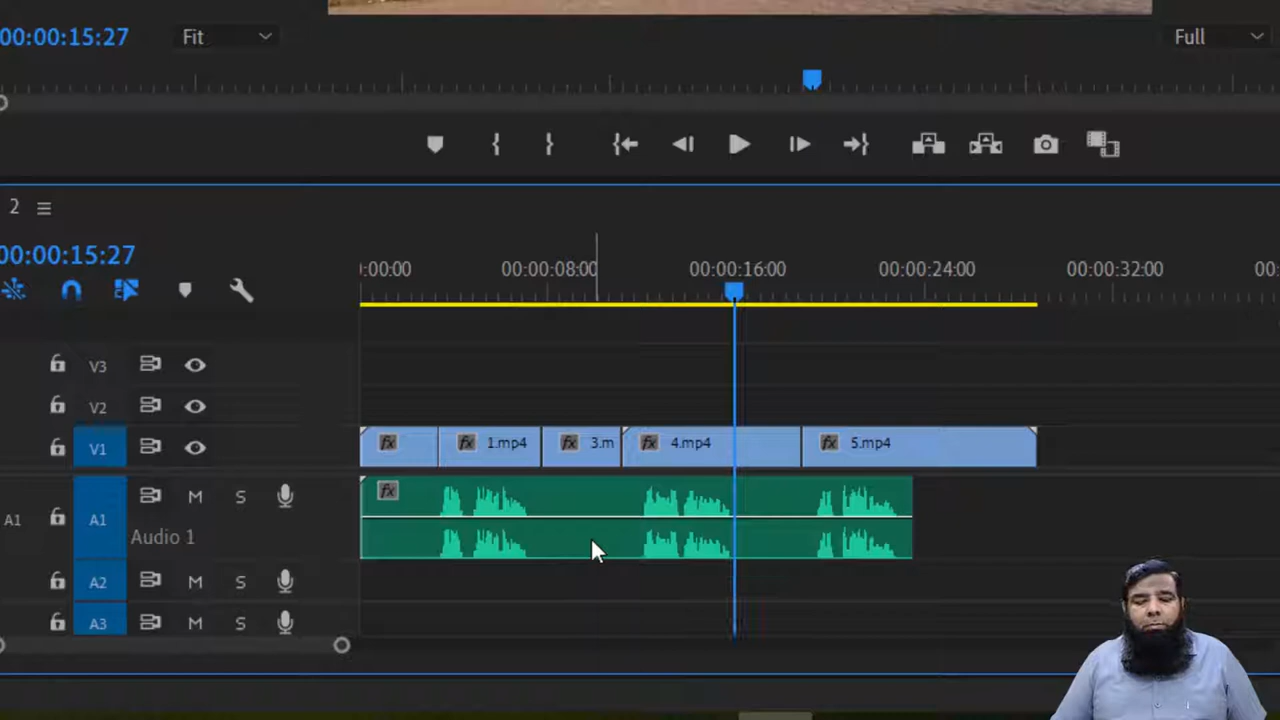 00:00:15:27 Fit Full
2
00:00:15:27
:00:00 00:00:08:00 00:00:16:00 00:00:24:00 00:00:32:00 00:
V3
V2
V1 fx fx 1.mp4 fx 3.m fx 4.mp4 fx 5.mp4
A1 A1 M S fx
Audio 1
A2 M S
A3 M S